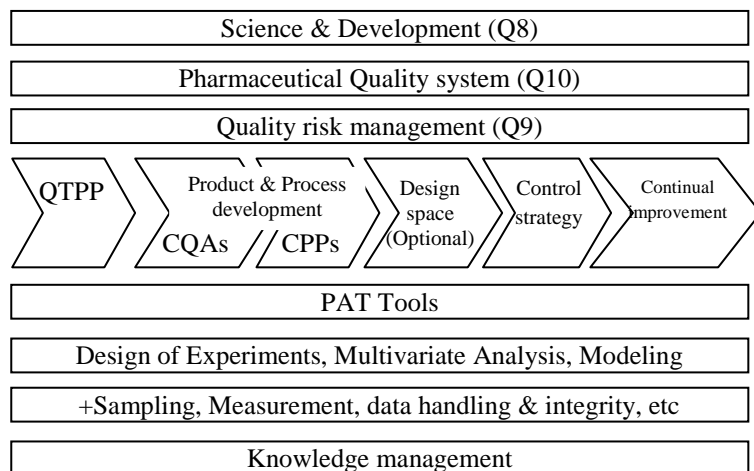 Science & Development (Q8)
Pharmaceutical Quality system (Q10)
Quality risk management (Q9)
QTPP
Product & Process
development
CQAs
CPPs
Design
space
(Optional)
Control
strategy
Continual
improvement
PAT Tools
Design of Experiments, Multivariate Analysis, Modeling
+Sampling, Measurement, data handling & integrity, etc
Knowledge management